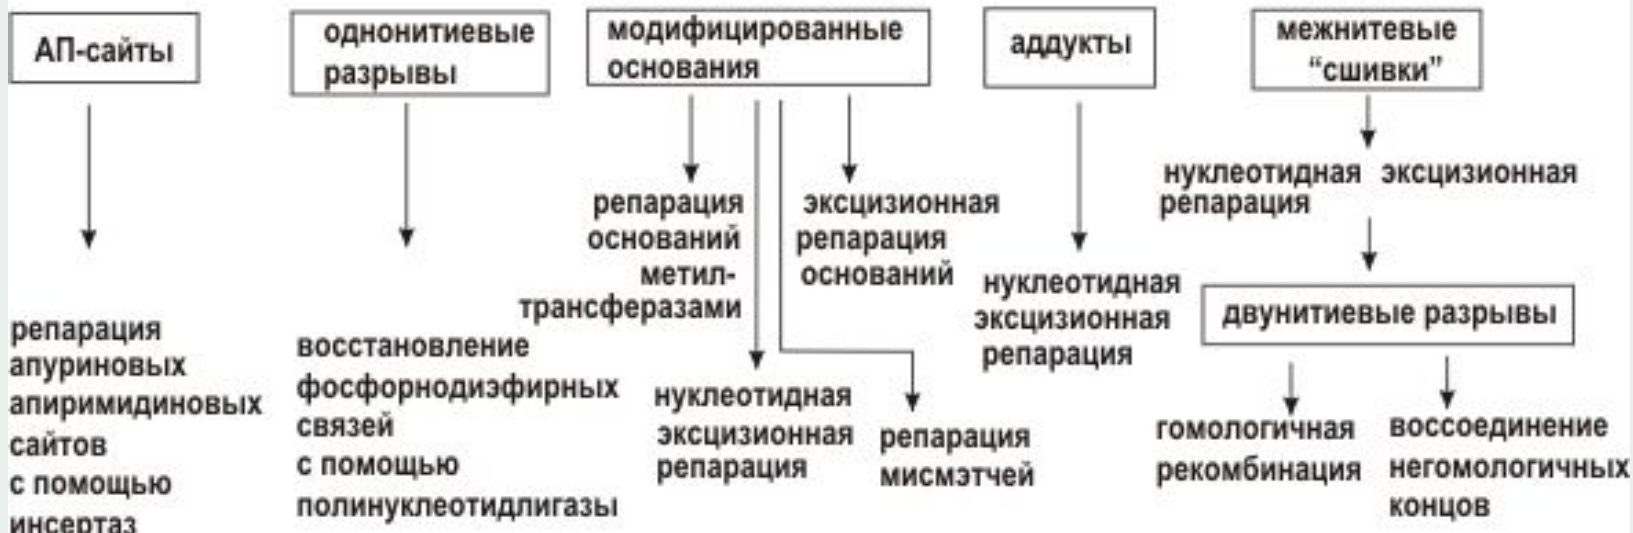 АП-сайты
однонитиевые
разрывы
модифицированные
основания
аддукты
межнитевые
“сшивки”
репарация
апуриновых
апиримидиновых
сайтов
с помощью
инсертаз
восстановление
фосфорнодиэфирных
связей
с помощью
полинуклеотидлигазы
репарация
оснований
метил-
трансферазами
нуклеотидная
эксцизионная
репарация
репарация
мисмэтчей
эксцизионная
репарация
оснований
нуклеотидная
эксцизионная
репарация
нуклеотидная эксцизионная
репарация
двунитиевые разрывы
гомологичная
рекомбинация
воссоединение
негомологичных
концов